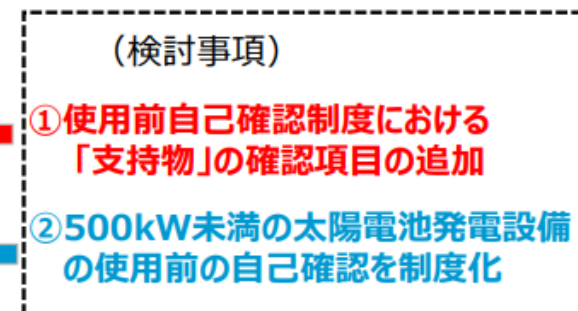 （検討事項）
①使用前自己確認制度における
「支持物」の確認項目の追加
②500kW未満の太陽電池発電設備
の使用前の自己確認を制度化